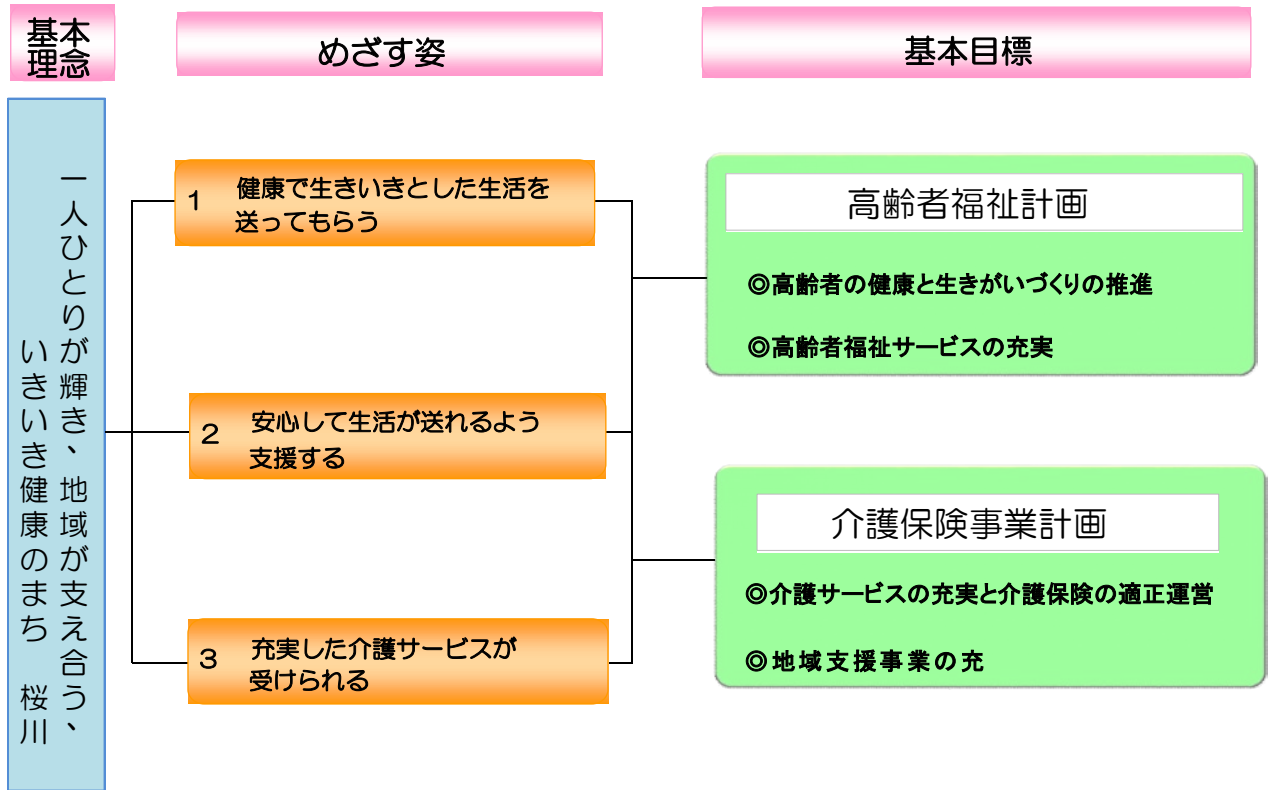 基本
理念
めざす姿
基本目標
一人ひとりが輝き、地域が支え合う、
いきいき健康のまち　桜川
1　健康で生きいきとした生活を
送ってもらう
2　安心して生活が送れるよう
支援する
3　充実した介護サービスが
受けられる
高齢者福祉計画
◎高齢者の健康と生きがいづくりの推進
◎高齢者福祉サービスの充実
介護保険事業計画
◎介護サービスの充実と介護保険の適正運営
◎地域支援事業の充